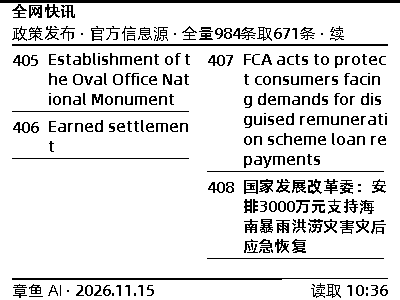 全网快讯
政策发布 · 官方信息源 · 全量984条取671条 · 续
405 Establishment of t
he Oval Office Nat
ional Monument
406 Earned settlemen
t
407 FCA acts to protec
t consumers facin
g demands for dis
guised remunerati
on scheme loan re
payments
408 国家发展改革委：安
排3000万元支持海
南暴雨洪涝灾害灾后
应急恢复
章鱼 AI · 2026.11.15
读取 10:36